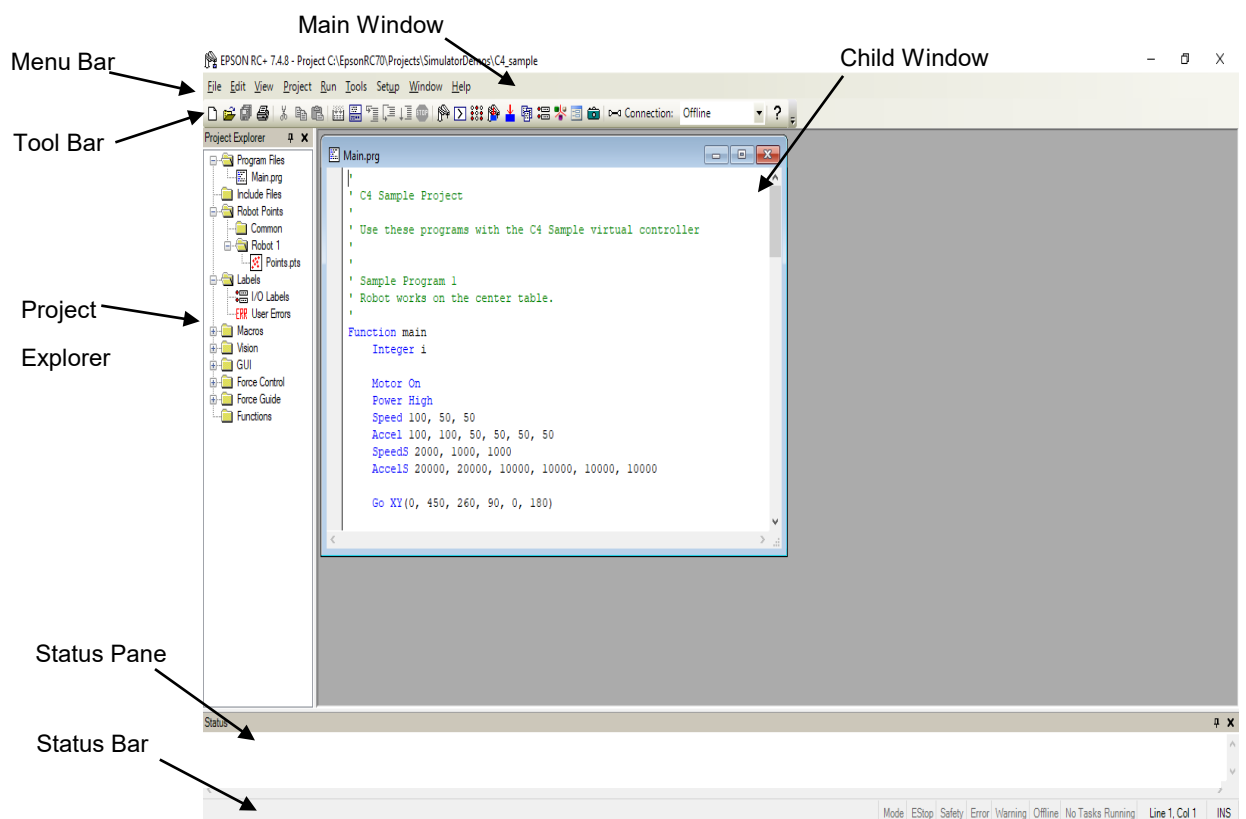 Main Window
Menu Bar
Child Window
EPSON RC+ 7.4.8 - Project C:\EpsonRC70\Projects\SimulatorDemos\C4_sample
File Edit View Project Run Tools Setup Window Help
Connection: Offline
Tool Bar
Project Explorer
Program Files
Main.prg
Include Files
Robot Points
Common
Robot 1
Points.pts
Labels
I/O Labels
ERR User Errors
Macros
Vision
GUI
Force Control
Force Guide
Functions
Main.prg
'
' C4 Sample Project
'
' Use these programs with the C4 Sample virtual controller
'
'
' Sample Program 1
' Robot works on the center table.
'
Function main
Integer i
Motor On
Power High
Speed 100, 50, 50
Accel 100, 100, 50, 50, 50, 50
SpeedS 2000, 1000, 1000
AccelS 20000, 20000, 10000, 10000, 10000, 10000
Go XY(0, 450, 260, 90, 0, 180)
Project
Explorer
Status Pane
Status
Status Bar
Mode EStop Safety Error Warning Offline No Tasks Running Line 1, Col 1 INS